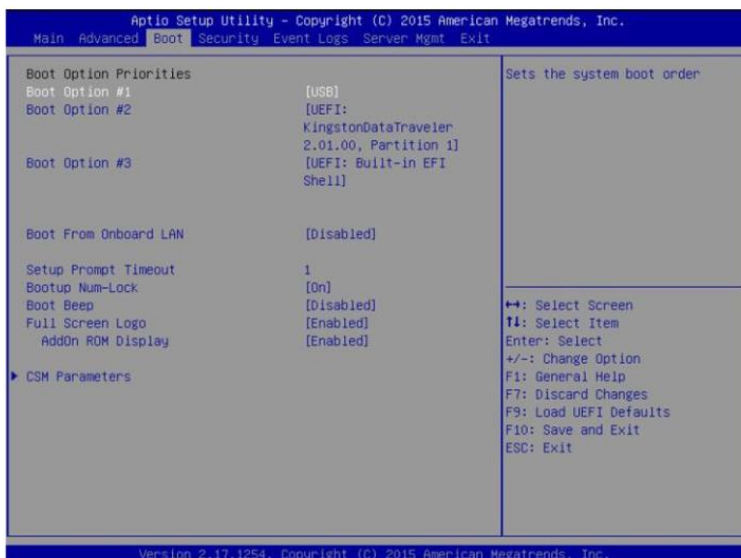 Aptio Setup Utility – Copyright (C) 2015 American Megatrends, Inc.
Main Advanced Boot Security Event Logs Server Mgmt Exit
Boot Option Priorities
Boot Option #1 [USB]
Boot Option #2 [UEFI:
KingstonDataTraveler
2.01.00, Partition 1]
Boot Option #3 [UEFI: Built-in EFI
Shell]
Boot From Onboard LAN [Disabled]
Setup Prompt Timeout 1
Bootup Num-Lock [On]
Boot Beep [Disabled]
Full Screen Logo [Enabled]
AddOn ROM Display [Enabled]
▶ CSM Parameters
Sets the system boot order
↔: Select Screen
↑↓: Select Item
Enter: Select
+/-: Change Option
F1: General Help
F7: Discard Changes
F9: Load UEFI Defaults
F10: Save and Exit
ESC: Exit
Version 2.17.1254. Copyright (C) 2015 American Megatrends, Inc.